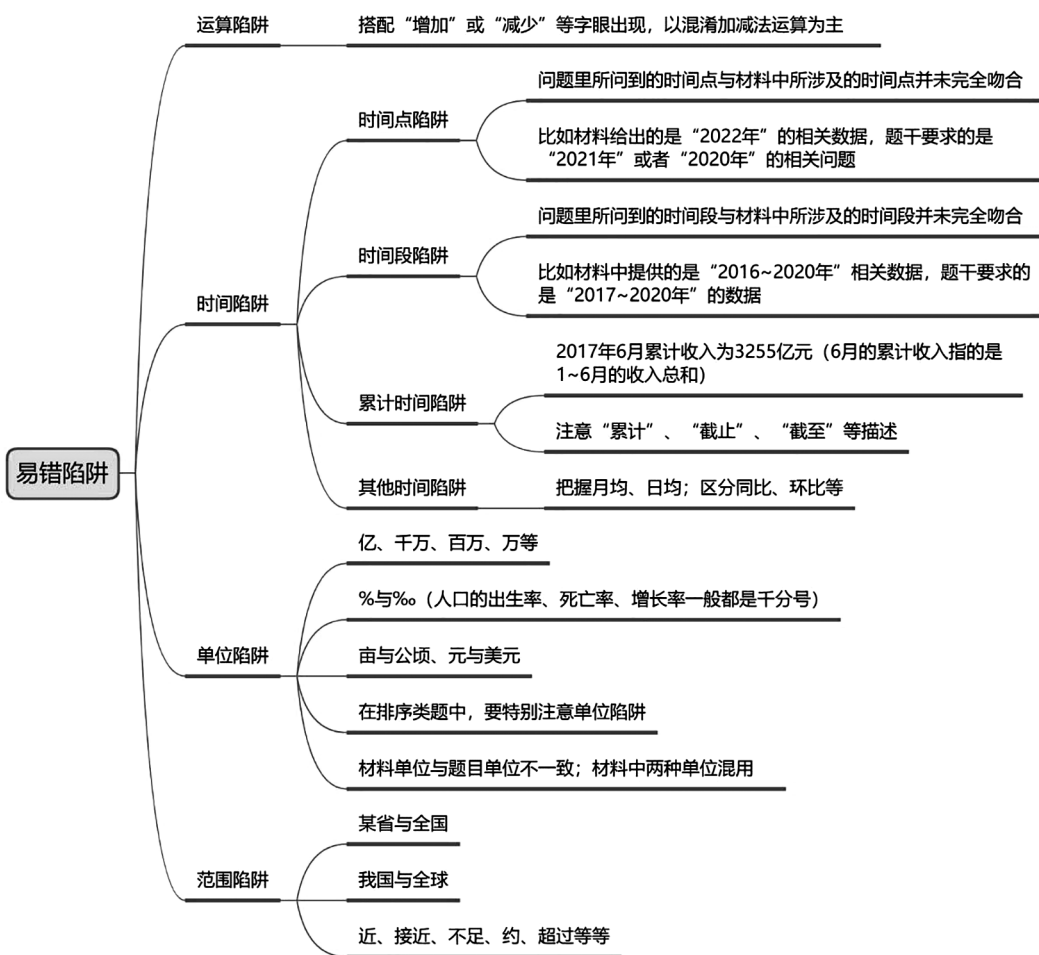 运算陷阱
搭配“增加”或“减少”等字眼出现，以混淆加减法运算为主
问题里所问到的时间点与材料中所涉及的时间点并未完全吻合
时间点陷阱
比如材料给出的是“2022年”的相关数据，题干要求的是
“2021年”或者“2020年”的相关问题
问题里所问到的时间段与材料中所涉及的时间段并未完全吻合
时间段陷阱
比如材料中提供的是“2016~2020年”相关数据，题干要求的
是“2017~2020年”的数据
时间陷阱
2017年6月累计收入为3255亿元（6月的累计收入指的是
1~6月的收入总和）
累计时间陷阱
注意“累计”、“截止”、“截至”等描述
易错陷阱
其他时间陷阱
把握月均、日均；区分同比、环比等
亿、千万、百万、万等
%与‰（人口的出生率、死亡率、增长率一般都是千分号）
单位陷阱
亩与公顷、元与美元
在排序类题中，要特别注意单位陷阱
材料单位与题目单位不一致；材料中两种单位混用
某省与全国
范围陷阱
我国与全球
近、接近、不足、约、超过等等